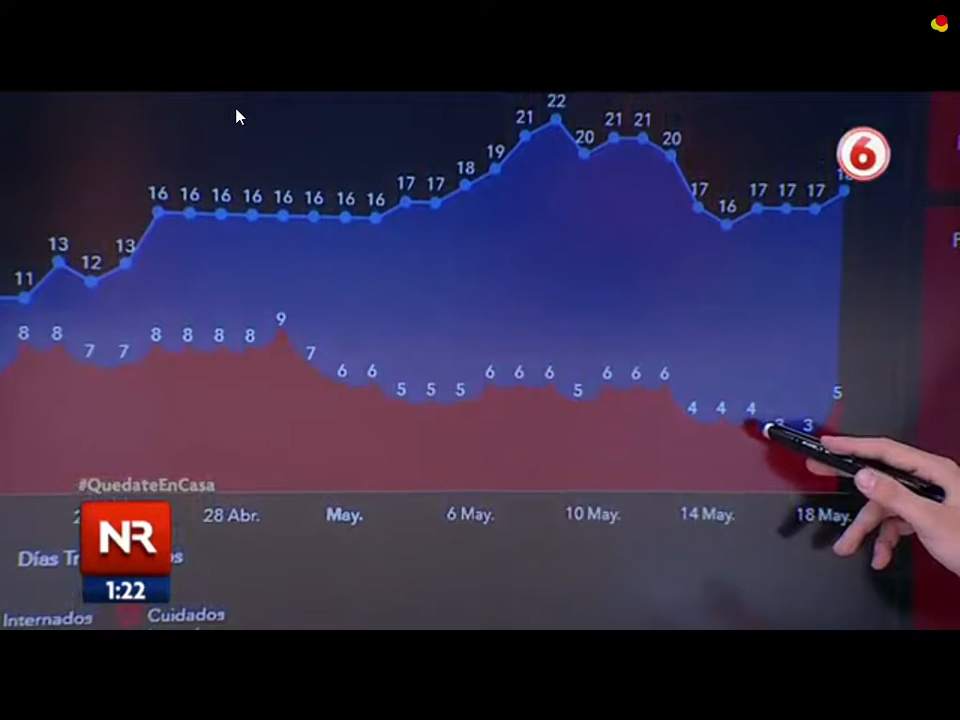 22
21 21 21
20 20
19
18
17 17 17 17 17 17
16 16 16 16 16 16 16 16 16
13 13
12
11
6
9
8 8 8 8 8 8
7 7 7
6 6 6 6 6 6 6 6
5 5 5 5 5
4 4 4
3
#QuedateEnCasa
28 Abr. May. 6 May. 10 May. 14 May. 18 May.
Días
NR
1:22
Internados Cuidados